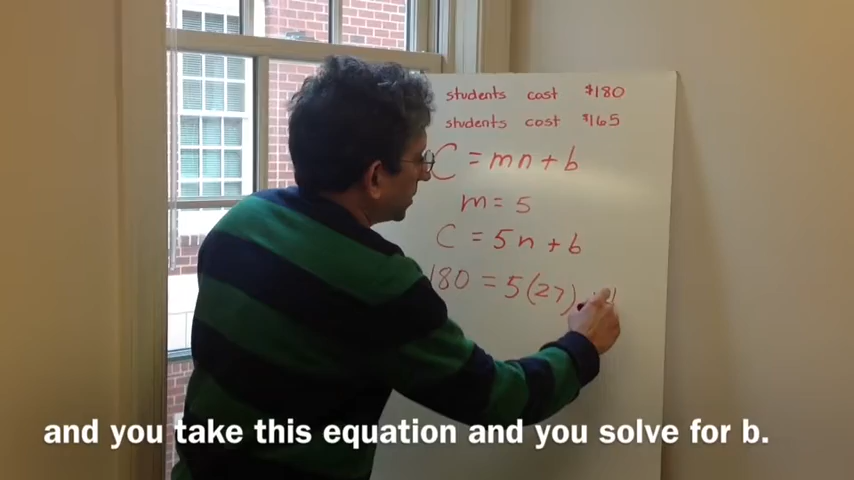 students cost $180
students cost $165
C = mn + b
m = 5
C = 5n + b
180 = 5(27)
and you take this equation and you solve for b.